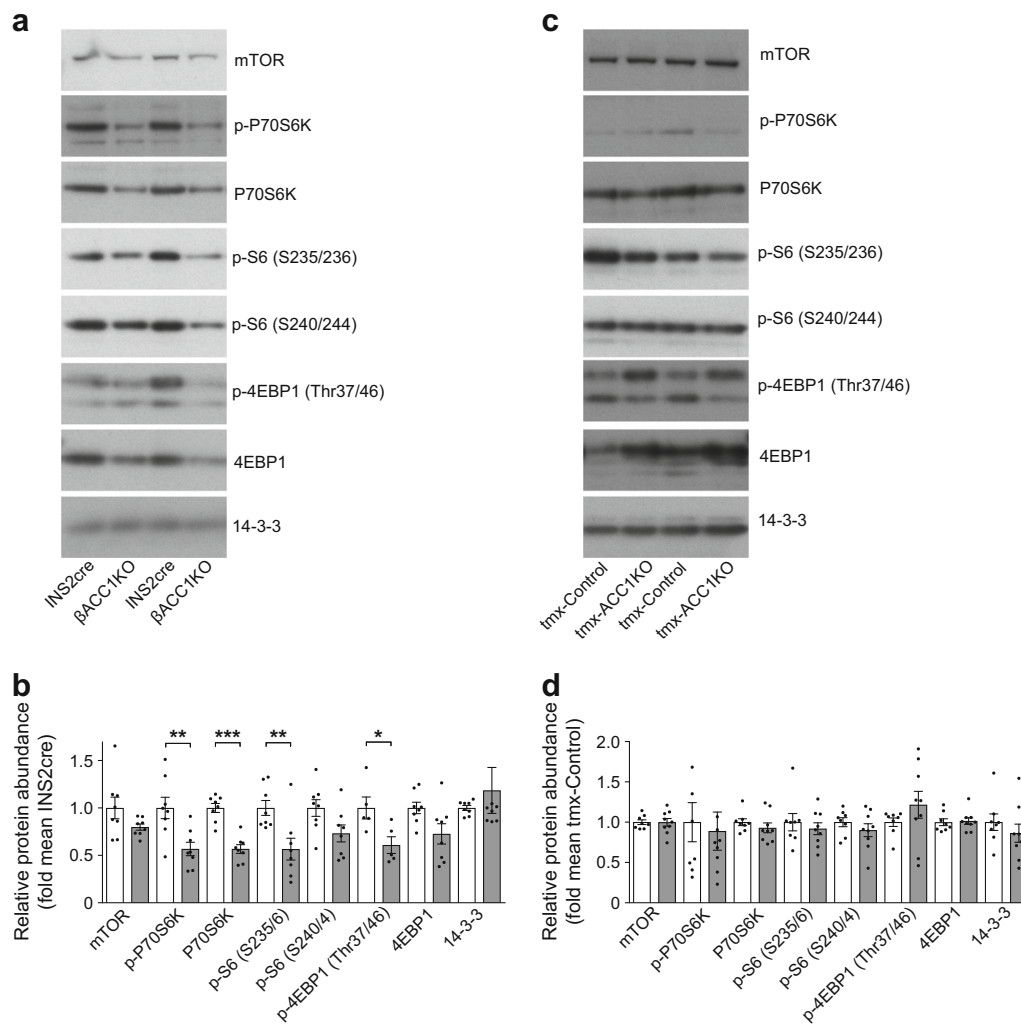 a
mTOR
p-P70S6K
P70S6K
p-S6 (S235/236)
p-S6 (S240/244)
p-4EBP1 (Thr37/46)
4EBP1
14-3-3
INS2cre
βACC1KO
INS2cre
βACC1KO
c
mTOR
p-P70S6K
P70S6K
p-S6 (S235/236)
p-S6 (S240/244)
p-4EBP1 (Thr37/46)
4EBP1
14-3-3
tmx-Control
tmx-ACC1KO
tmx-Control
tmx-ACC1KO
b
Relative protein abundance
(fold mean INS2cre)
1.5
1.0
0.5
0
**
***
**
*
mTOR
p-P70S6K
P70S6K
p-S6 (S235/6)
p-S6 (S240/4)
p-4EBP1 (Thr37/46)
4EBP1
14-3-3
d
Relative protein abundance
(fold mean tmx-Control)
2.0
1.5
1.0
0.5
0
mTOR
p-P70S6K
P70S6K
p-S6 (S235/6)
p-S6 (S240/4)
p-4EBP1 (Thr37/46)
4EBP1
14-3-3